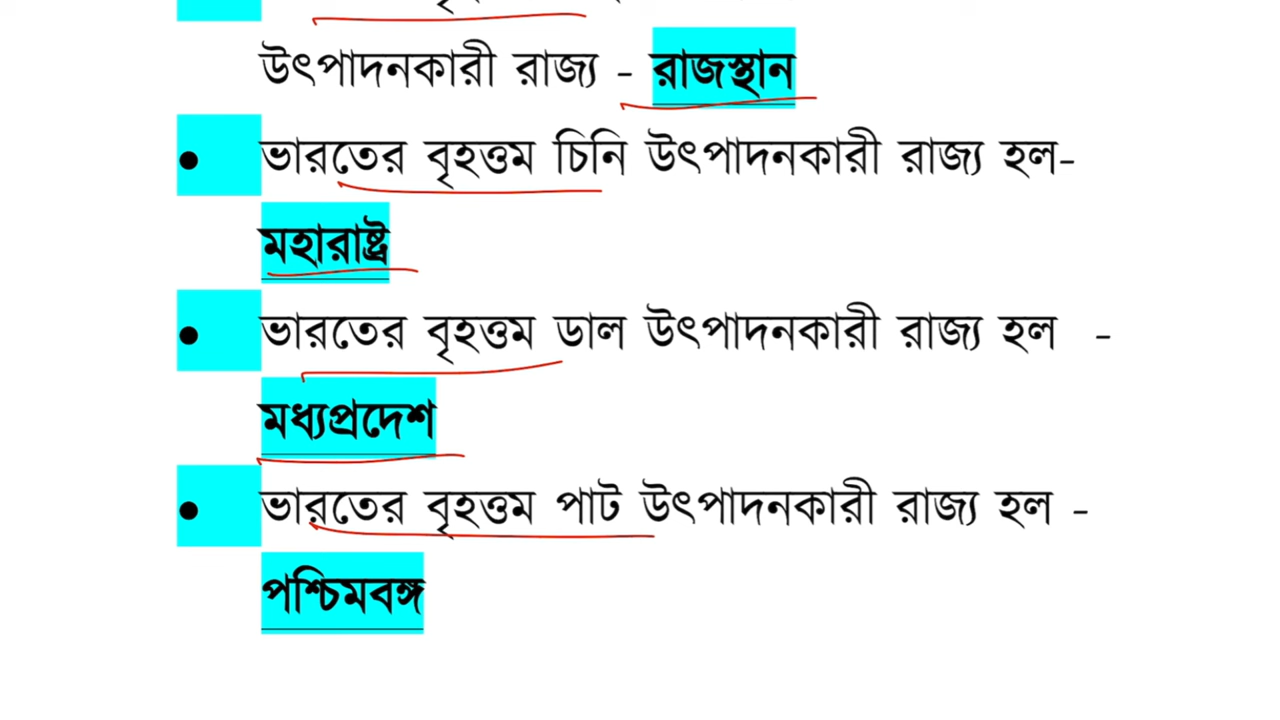 উৎপাদনকারী রাজ্য - রাজস্থান
● ভারতের বৃহত্তম চিনি উৎপাদনকারী রাজ্য হল-
মহারাষ্ট্র
● ভারতের বৃহত্তম ডাল উৎপাদনকারী রাজ্য হল -
মধ্যপ্রদেশ
● ভারতের বৃহত্তম পাট উৎপাদনকারী রাজ্য হল -
পশ্চিমবঙ্গ